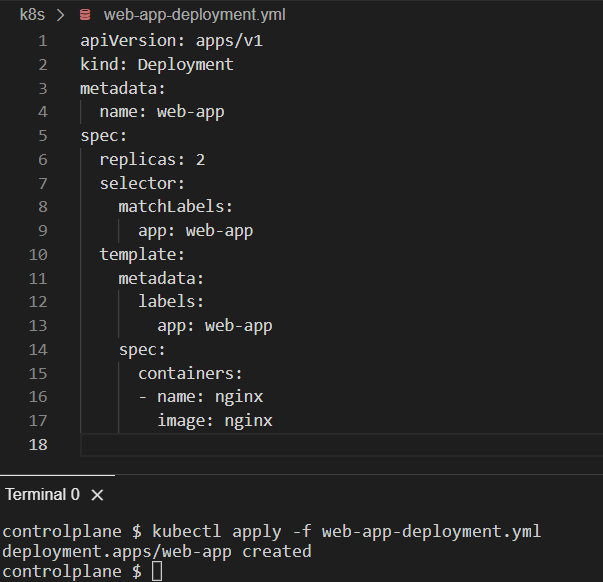 k8s > web-app-deployment.yml
1 apiVersion: apps/v1
2 kind: Deployment
3 metadata:
4   name: web-app
5 spec:
6   replicas: 2
7   selector:
8     matchLabels:
9       app: web-app
10   template:
11     metadata:
12       labels:
13         app: web-app
14     spec:
15       containers:
16       - name: nginx
17         image: nginx
18
Terminal 0 ×
controlplane $ kubectl apply -f web-app-deployment.yml
deployment.apps/web-app created
controlplane $